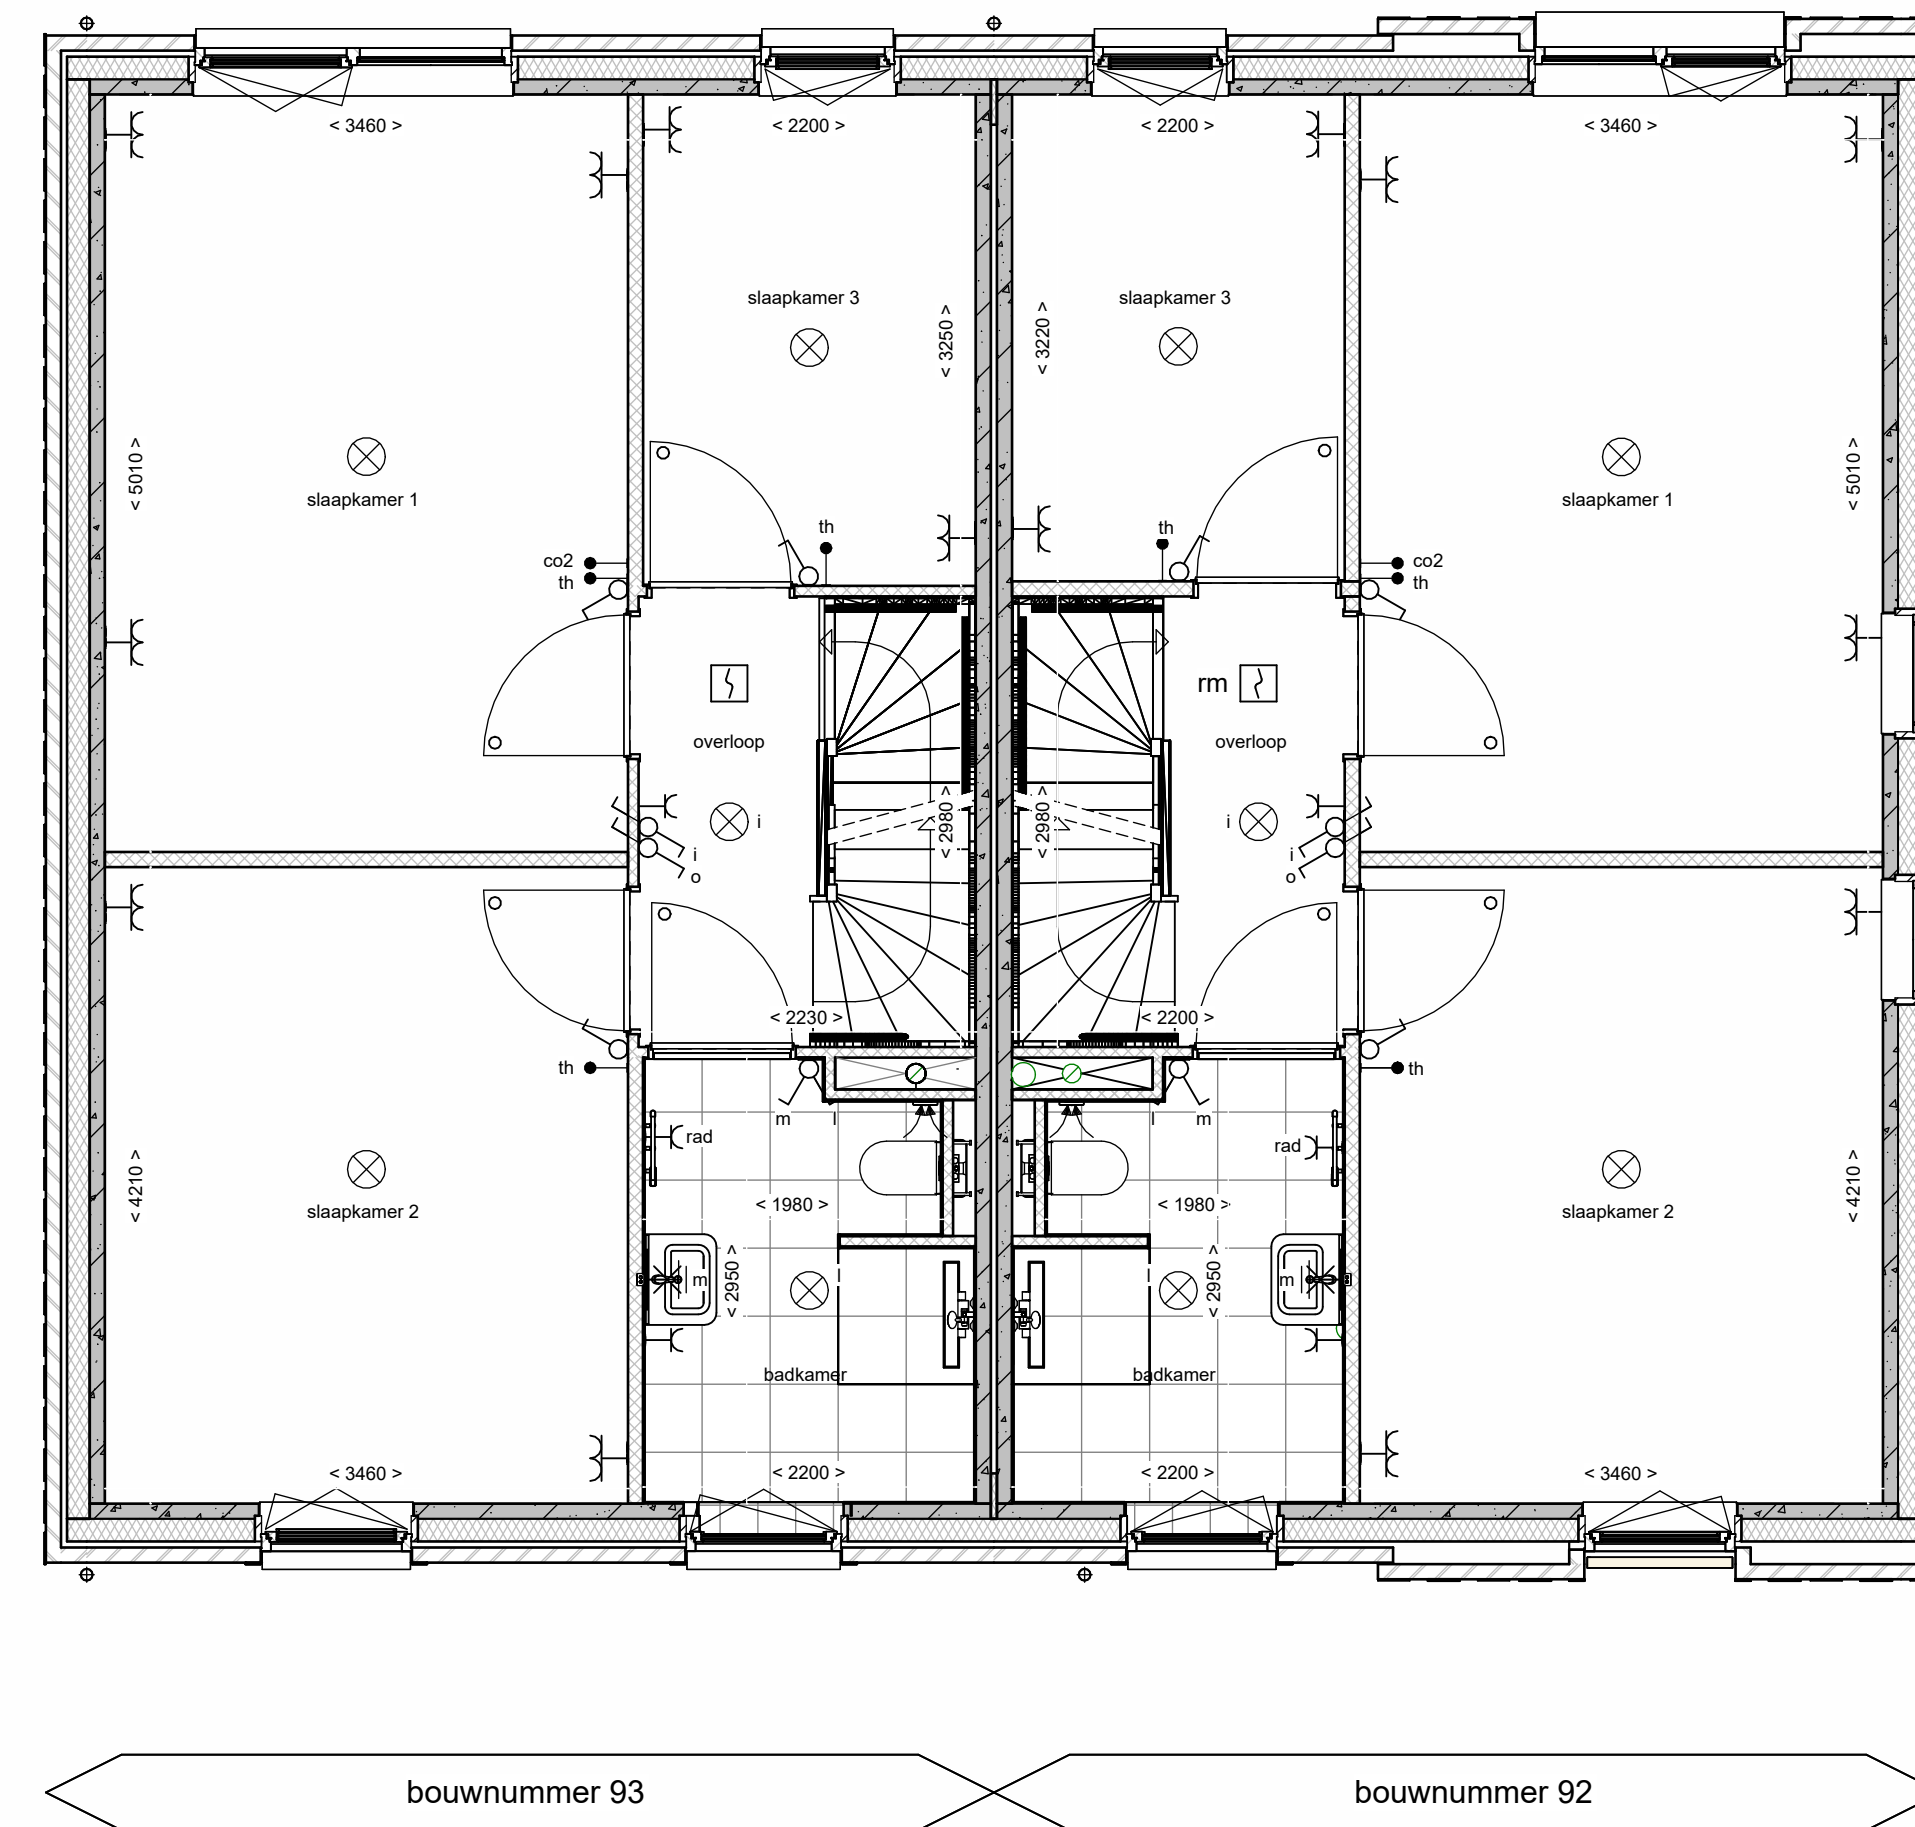 < 3460 >
< 2200 >
< 2200 >
< 3460 >
slaapkamer 3
slaapkamer 3
< 3250 >
< 3220 >
< 5010 >
slaapkamer 1
< 5010 >
slaapkamer 1
th
th
co2
th
co2
th
rm
overloop
overloop
i
i
< 2980 >
< 2980 >
i
o
i
o
< 2230 >
< 2200 >
th
th
m
l
l
m
rad
rad
< 4210 >
slaapkamer 2
< 1980 >
< 1980 >
< 4210 >
slaapkamer 2
m
< 2950 >
< 2950 >
m
badkamer
badkamer
< 3460 >
< 2200 >
< 2200 >
< 3460 >
bouwnummer 93
bouwnummer 92